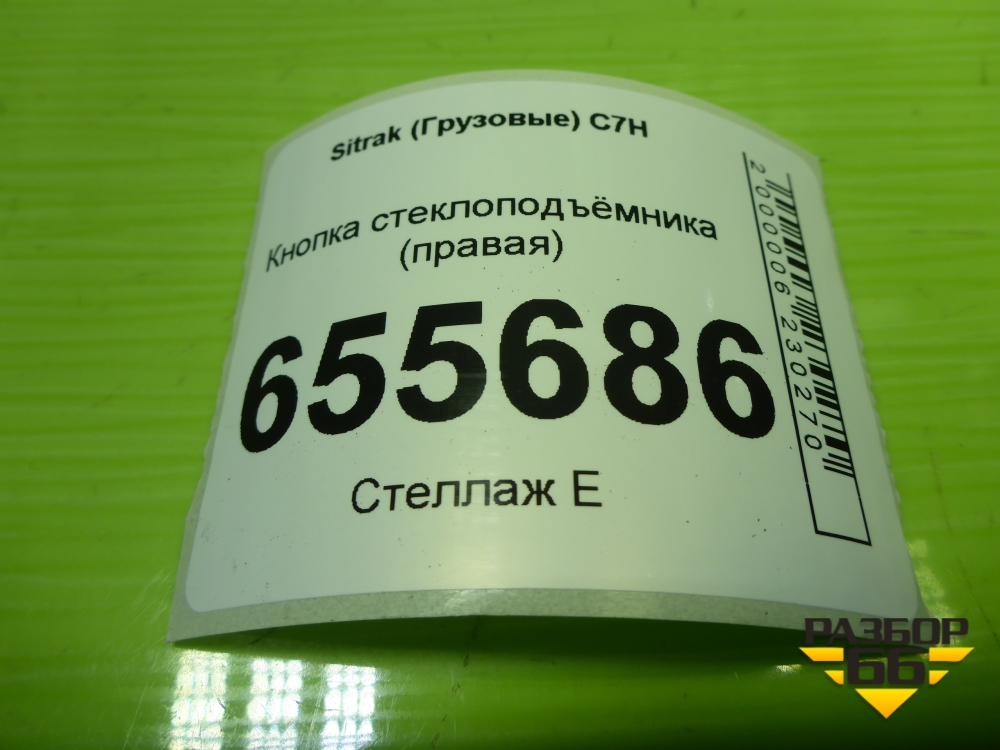 Sitrak (Грузовые) C7H
Кнопка стеклоподъёмника
(правая)
655686
Стеллаж Е
2000006230270
РАЗБОР
66